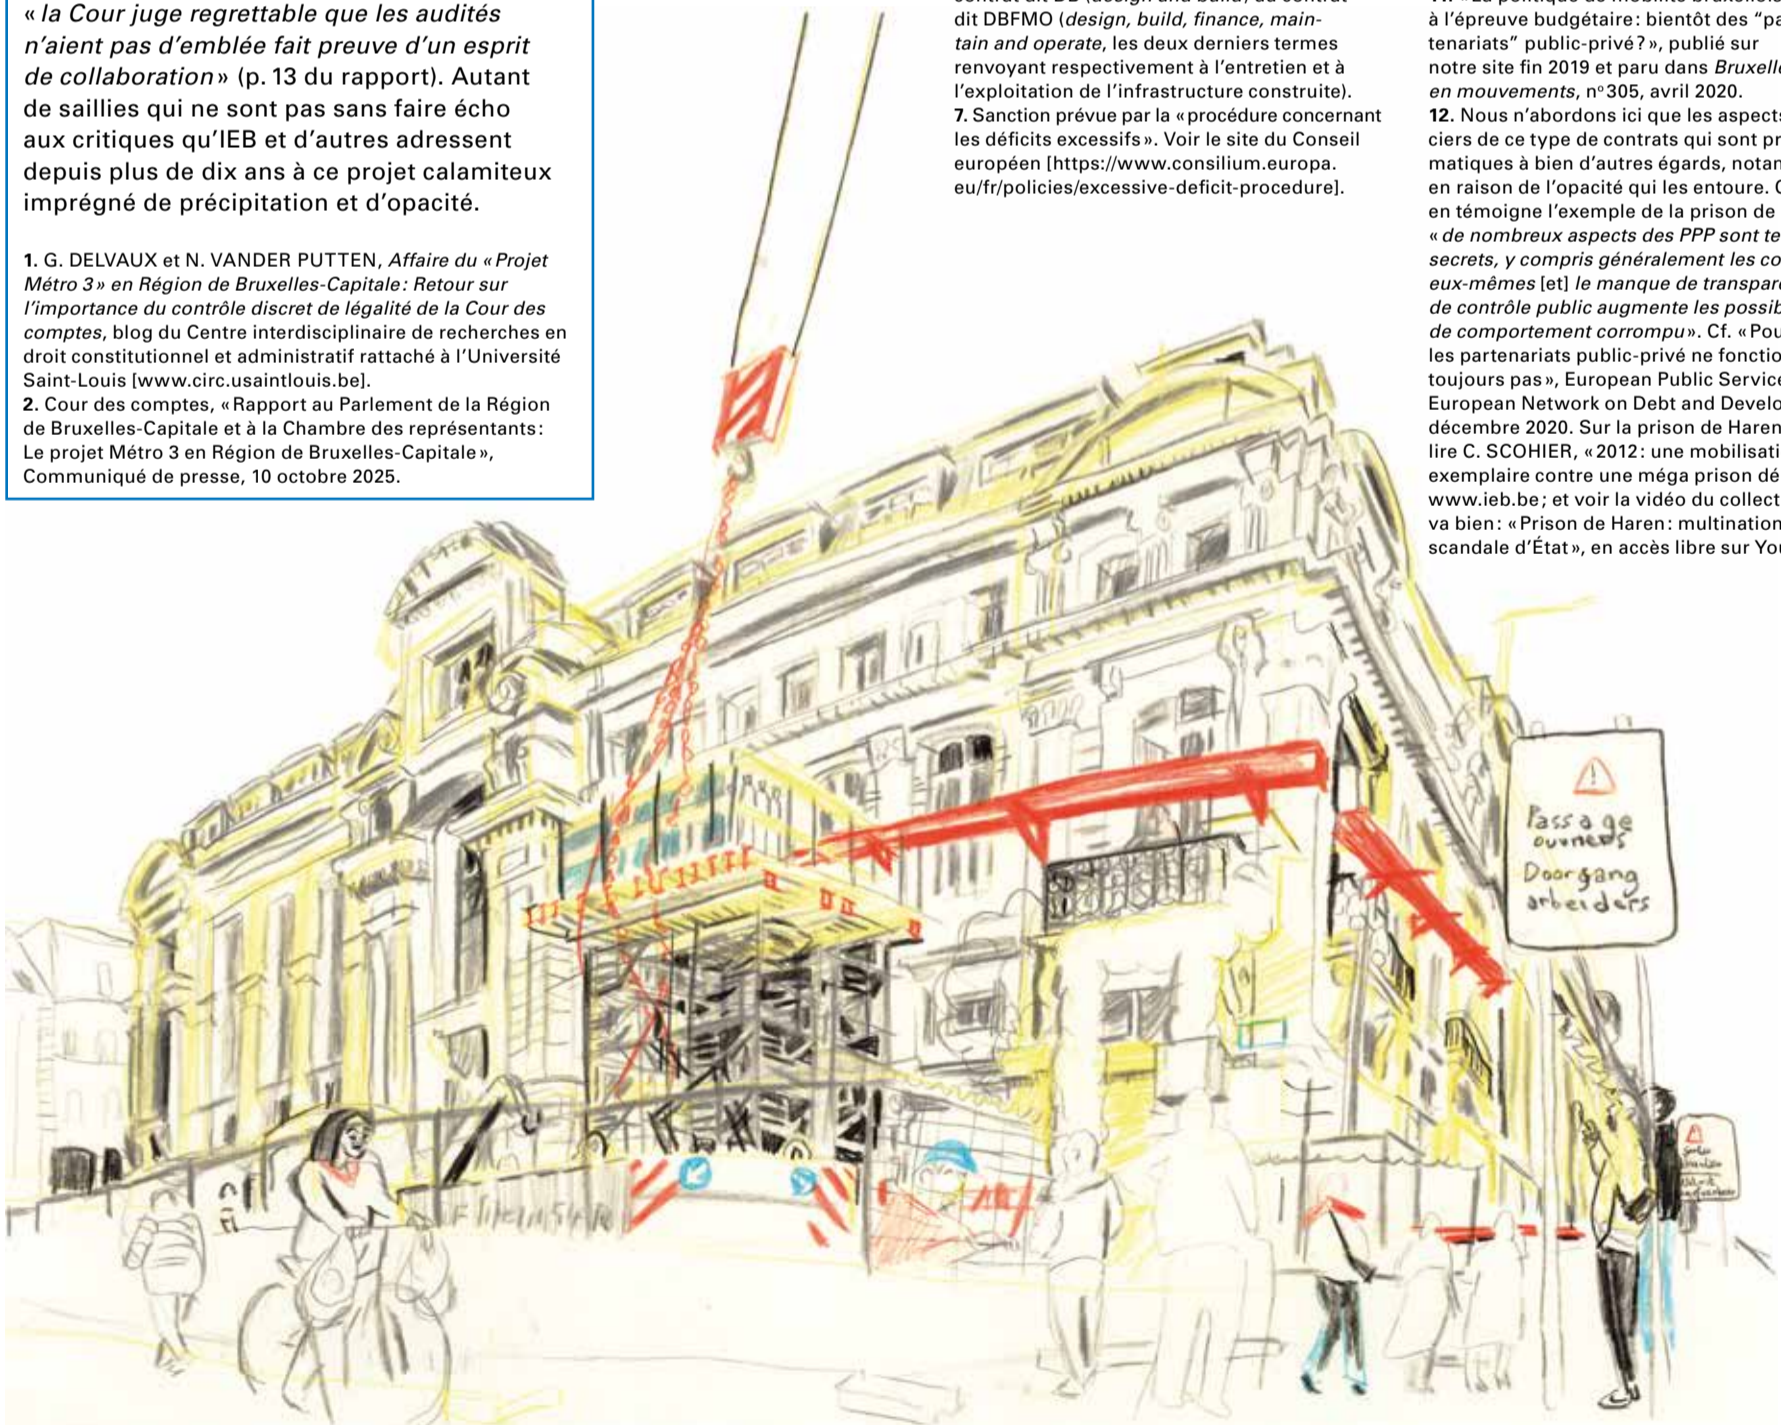 « la Cour juge regrettable que les audités
n'aient pas d'emblée fait preuve d'un esprit
de collaboration » (p. 13 du rapport). Autant
de saillies qui ne sont pas sans faire écho
aux critiques qu'IEB et d'autres adressent
depuis plus de dix ans à ce projet calamiteux
imprégné de précipitation et d'opacité.
1. G. DELVAUX et N. VANDER PUTTEN, Affaire du « Projet
Métro 3 » en Région de Bruxelles-Capitale : Retour sur
l'importance du contrôle discret de légalité de la Cour des
comptes, blog du Centre interdisciplinaire de recherches en
droit constitutionnel et administratif rattaché à l'Université
Saint-Louis [www.circ.usaintlouis.be].
2. Cour des comptes, « Rapport au Parlement de la Région
de Bruxelles-Capitale et à la Chambre des représentants :
Le projet Métro 3 en Région de Bruxelles-Capitale »,
Communiqué de presse, 10 octobre 2025.
dit DBFMO (design, build, finance, main-
tain and operate, les deux derniers termes
renvoyant respectivement à l'entretien et à
l'exploitation de l'infrastructure construite).
7. Sanction prévue par la « procédure concernant
les déficits excessifs ». Voir le site du Conseil
européen [https://www.consilium.europa.
eu/fr/policies/excessive-deficit-procedure].
à l'épreuve budgétaire : bientôt des "pa
tenariats" public-privé ? », publié sur
notre site fin 2019 et paru dans Bruxelle
en mouvements, n° 305, avril 2020.
12. Nous n'abordons ici que les aspects
ciers de ce type de contrats qui sont pr
matiques à bien d'autres égards, notan
en raison de l'opacité qui les entoure. C
en témoigne l'exemple de la prison de
« de nombreux aspects des PPP sont te
secrets, y compris généralement les co
eux-mêmes [et] le manque de transpare
de contrôle public augmente les possib
de comportement corrompu ». Cf. « Pou
les partenariats public-privé ne fonctio
toujours pas », European Public Service
European Network on Debt and Develo
décembre 2020. Sur la prison de Haren
lire C. SCOHIER, « 2012 : une mobilisati
exemplaire contre une méga prison dé
www.ieb.be ; et voir la vidéo du collect
va bien : « Prison de Haren : multination
scandale d'État », en accès libre sur You
Passage
ouvriers
Doorgang
arbeiders